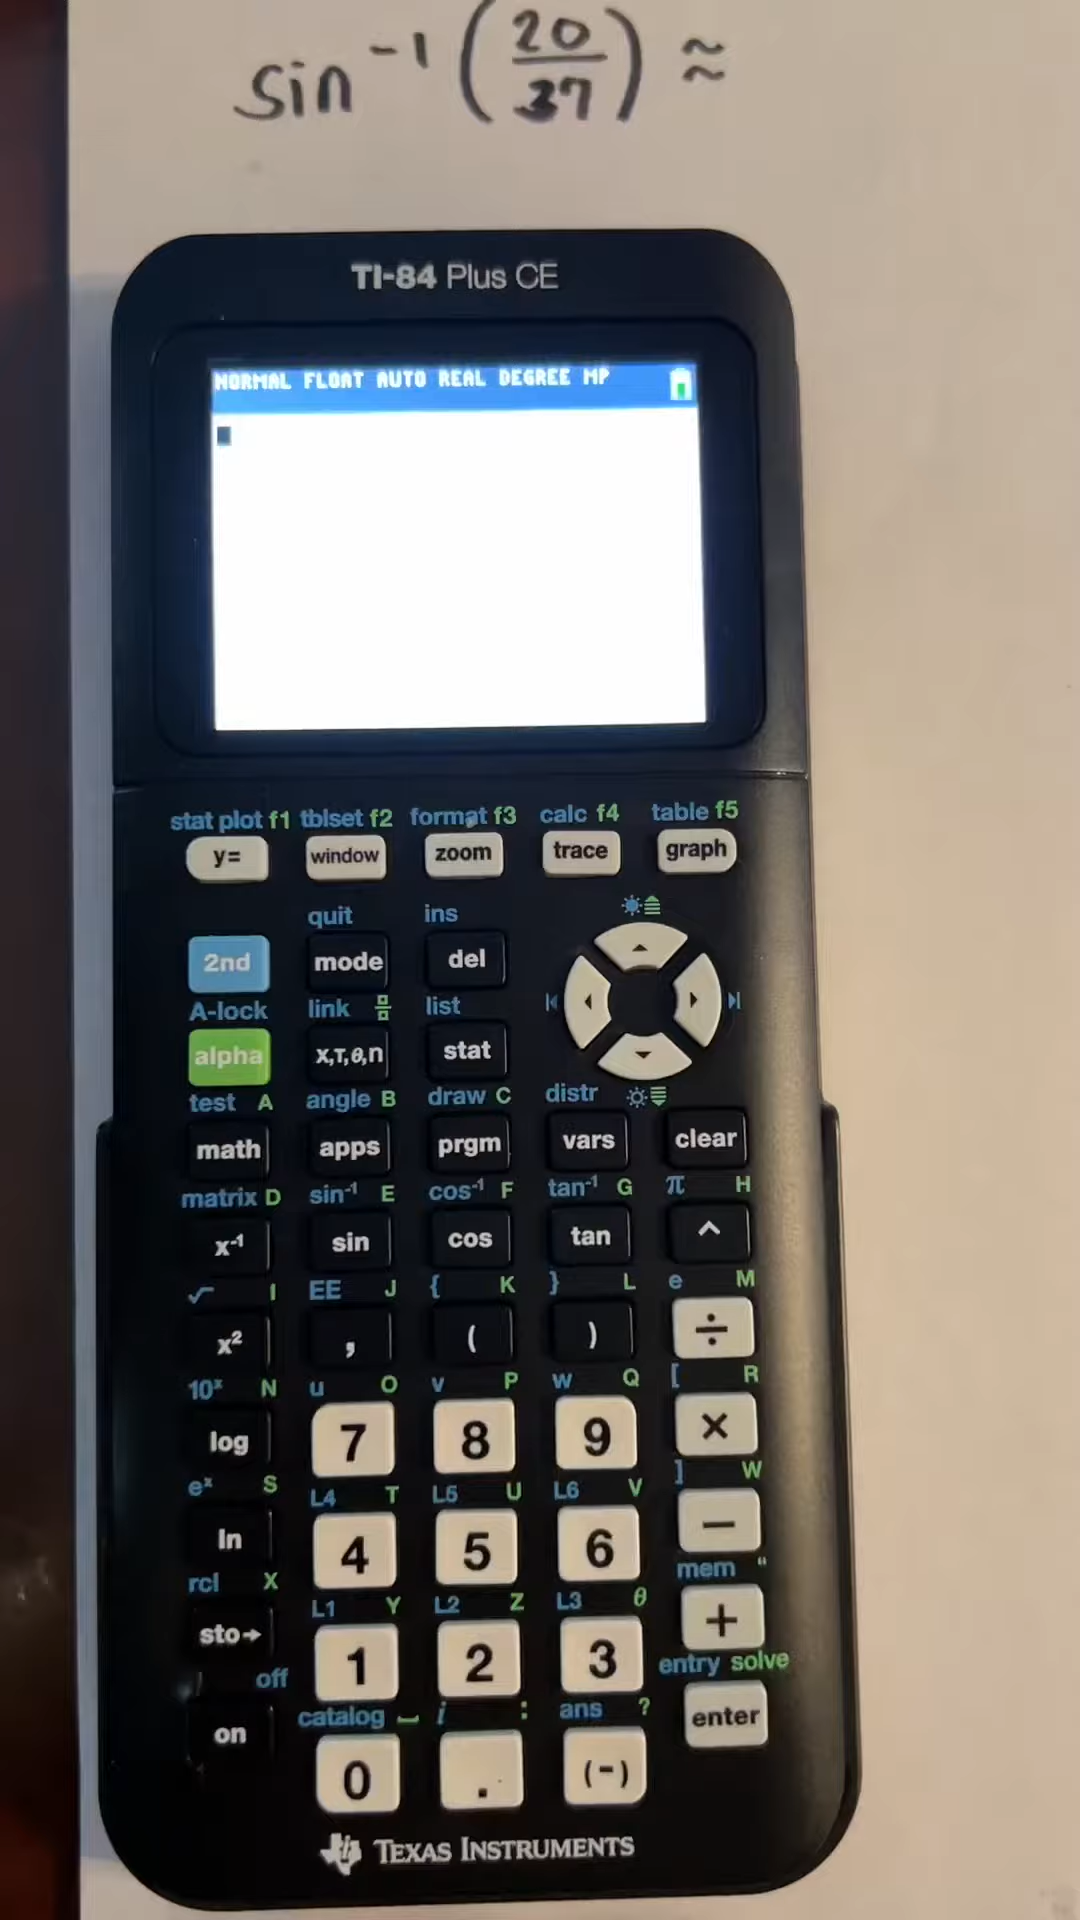 sin⁻¹(20/37) ≈
TI-84 Plus CE
NORMAL FLOAT AUTO REAL DEGREE MP
stat plot f1 tblset f2 format f3 calc f4 table f5
y= window zoom trace graph
quit ins
2nd mode del
A-lock link list
alpha X,T,θ,n stat
test A angle B draw C distr
math apps prgm vars clear
matrix D sin⁻¹ E cos⁻¹ F tan⁻¹ G π H
x⁻¹ sin cos tan ^
√ I EE J { K } L e M
x² , ( ) ÷
10ˣ N u O v P w Q [ R
log 7 8 9 ×
eˣ S L4 T L5 U L6 V ] W
ln 4 5 6 −
rcl X L1 Y L2 Z L3 θ mem "
sto→ 1 2 3 +
off catalog i : ans ? entry solve
on 0 . (-) enter
TEXAS INSTRUMENTS